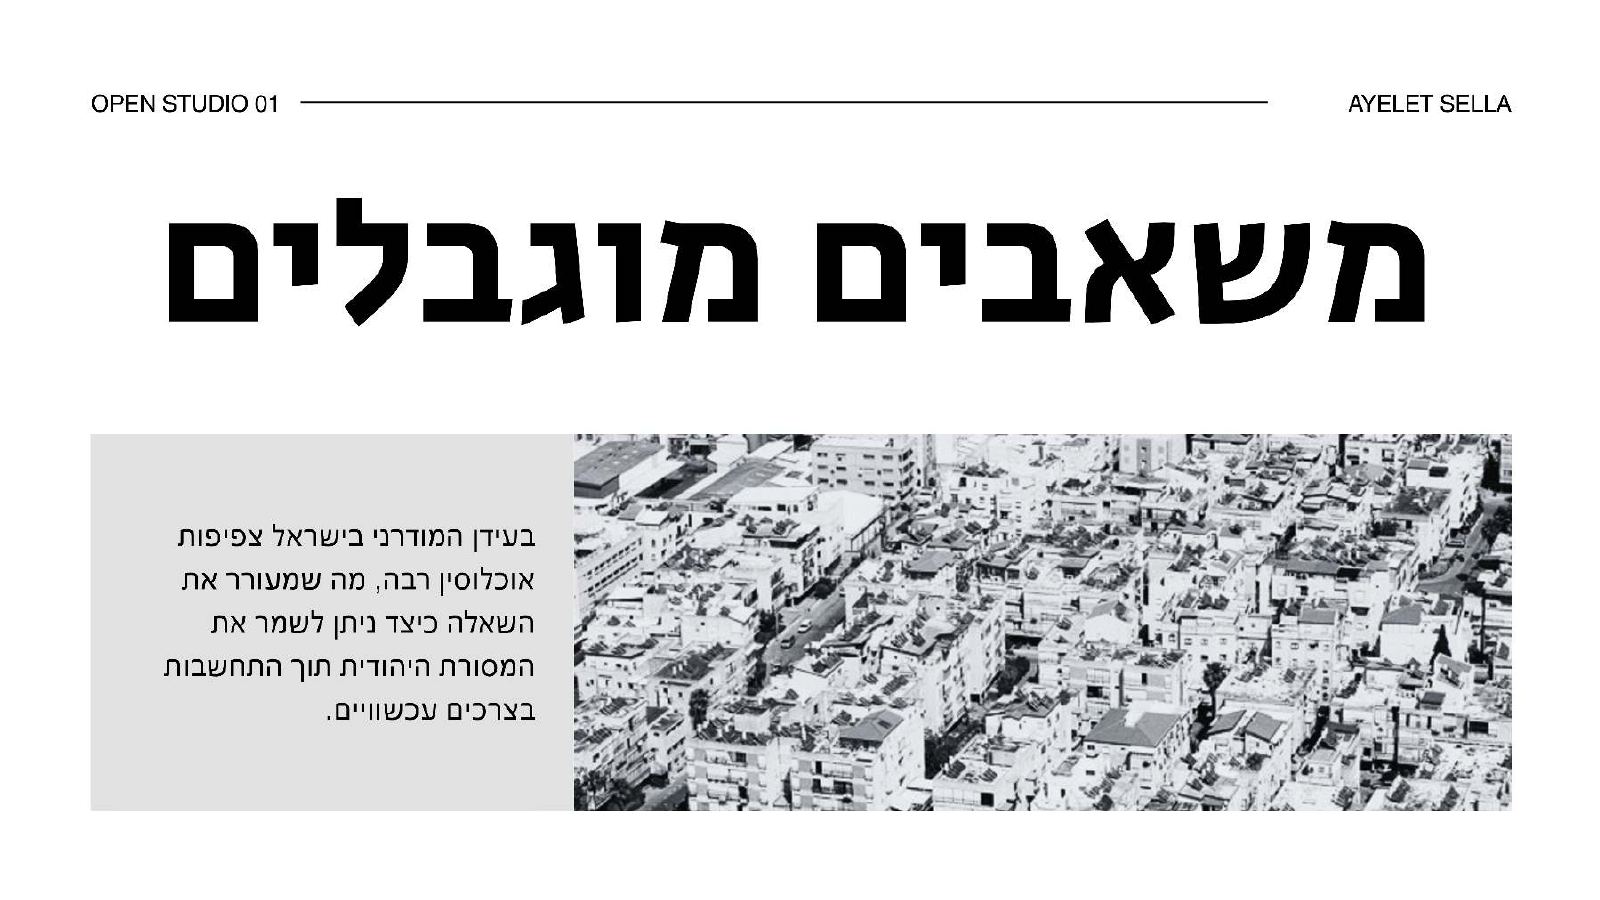 OPEN STUDIO 01
AYELET SELLA
משאבים מוגבלים
בעידן המודרני בישראל צפיפות
אוכלוסין רבה, מה שמעורר את
השאלה כיצד ניתן לשמר את
המסורת היהודית תוך התחשבות
בצרכים עכשוויים.